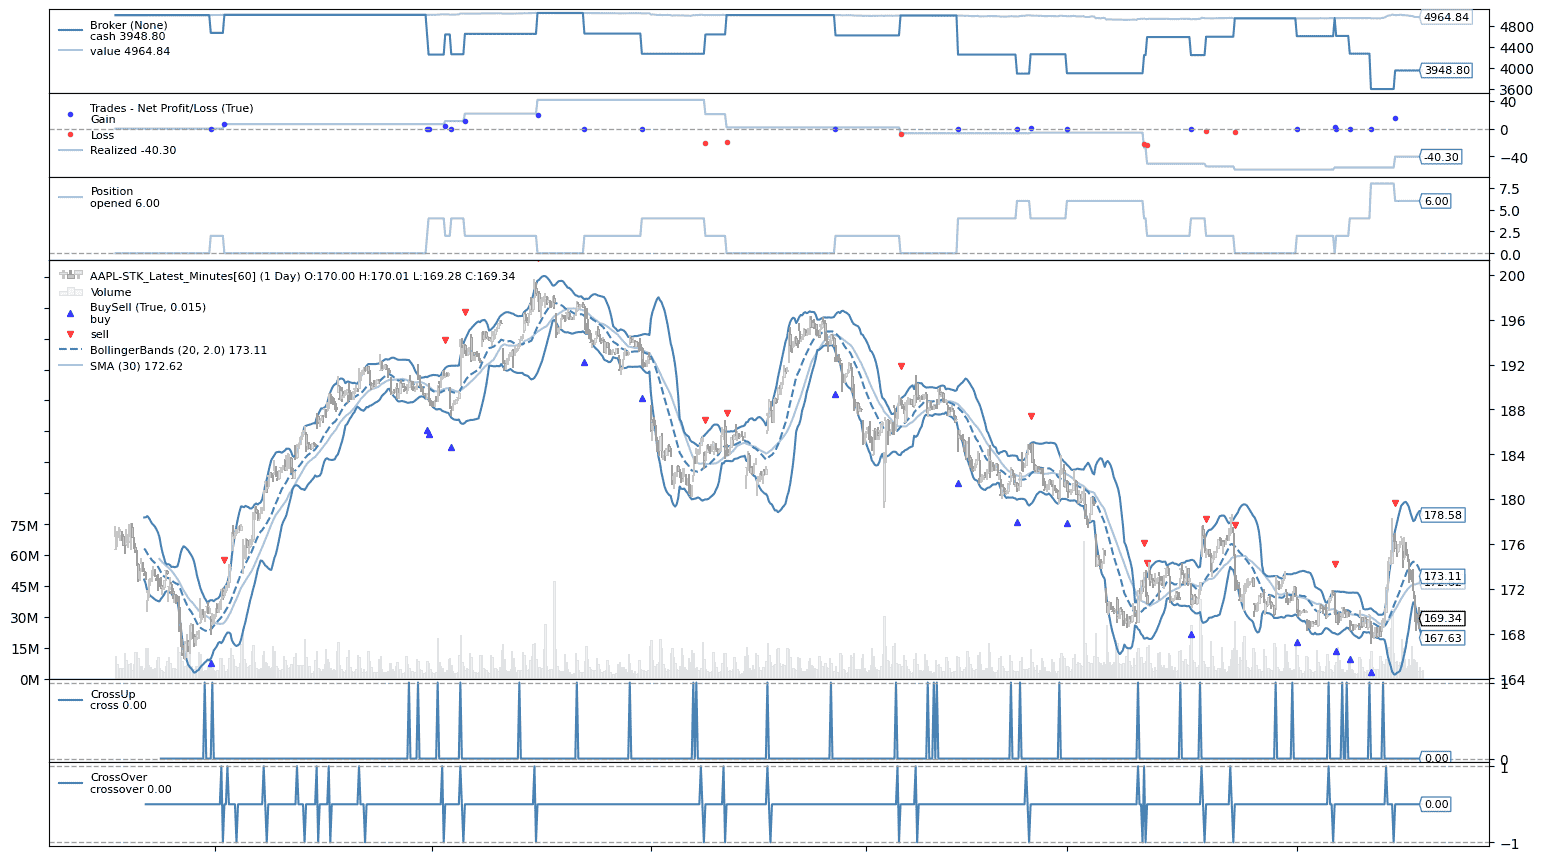 Broker (None)
cash 3948.80
value 4964.84
4964.84
4800
4400
4000
3948.80
3600
Trades - Net Profit/Loss (True)
Gain
Loss
Realized -40.30
40
0
−40
-40.30
Position
opened 6.00
7.5
6.00
5.0
2.5
0.0
AAPL-STK_Latest_Minutes[60] (1 Day) O:170.00 H:170.01 L:169.28 C:169.34
Volume
BuySell (True, 0.015)
buy
sell
BollingerBands (20, 2.0) 173.11
SMA (30) 172.62
200
196
192
188
184
180
178.58
176
173.11
172
169.34
168
167.63
164
75M
60M
45M
30M
15M
0M
CrossUp
cross 0.00
1
0.00
0
CrossOver
crossover 0.00
1
0.00
−1